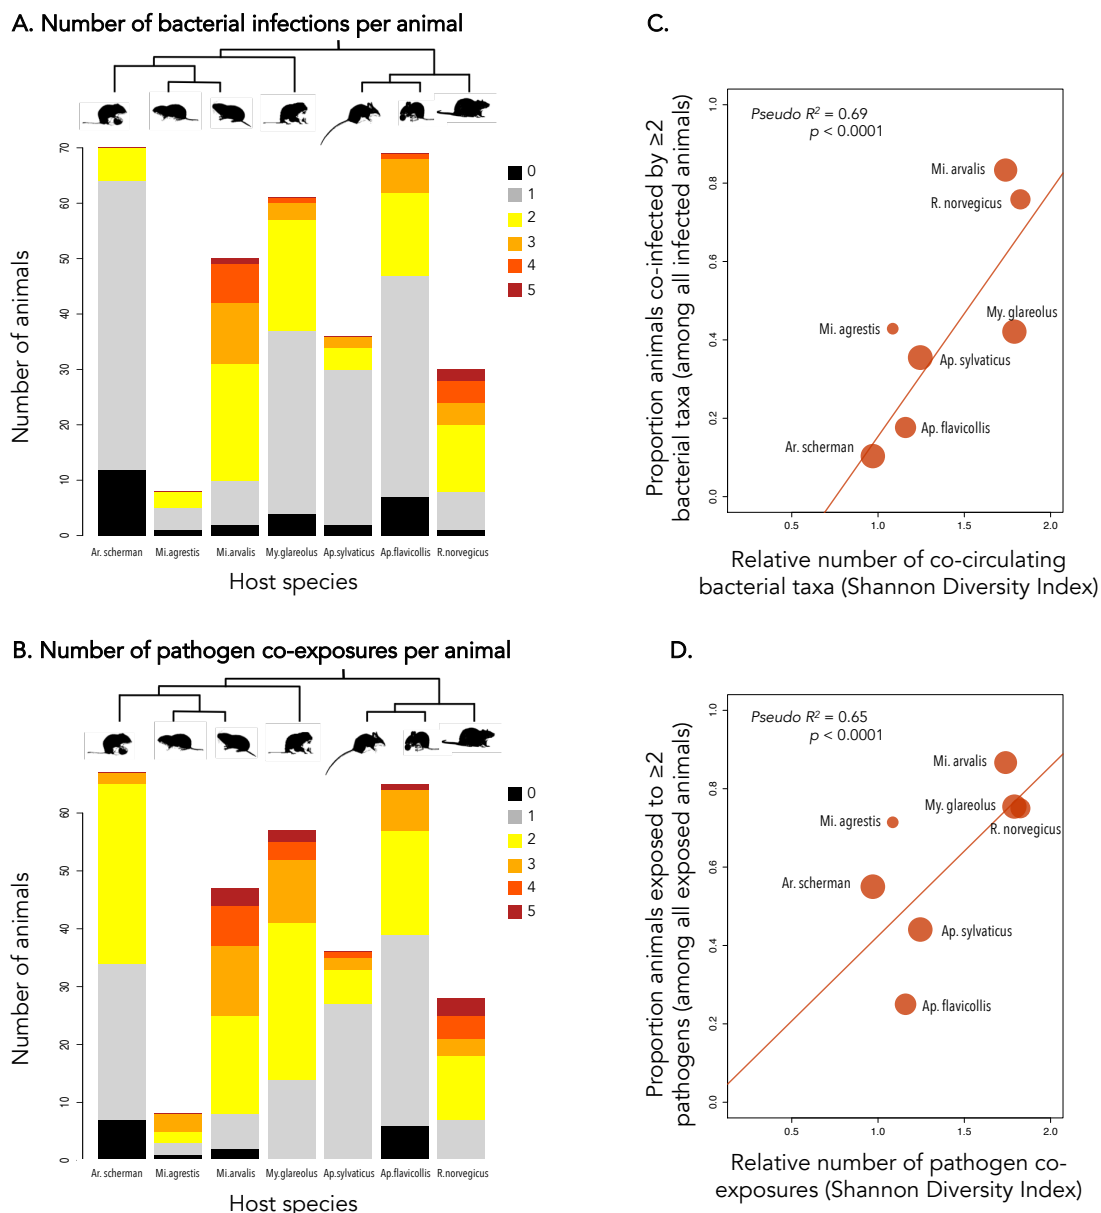 A. Number of bacterial infections per animal
Number of animals
70
60
50
40
30
20
10
0
0
1
2
3
4
5
Ar. scherman
Mi.agrestis
Mi.arvalis
My.glareolus
Ap.sylvaticus
Ap.flavicollis
R.norvegicus
Host species
C.
Proportion animals co-infected by ≥2
bacterial taxa (among all infected animals)
1.0
0.8
0.6
0.4
0.2
0.0
Pseudo R² = 0.69
p < 0.0001
Mi. arvalis
R. norvegicus
My. glareolus
Mi. agrestis
Ap. sylvaticus
Ap. flavicollis
Ar. scherman
0.5
1.0
1.5
2.0
Relative number of co-circulating
bacterial taxa (Shannon Diversity Index)
B. Number of pathogen co-exposures per animal
Number of animals
60
50
40
30
20
10
0
0
1
2
3
4
5
Ar. scherman
Mi.agrestis
Mi.arvalis
My.glareolus
Ap.sylvaticus
Ap.flavicollis
R.norvegicus
Host species
D.
Proportion animals exposed to ≥2
pathogens (among all exposed animals)
1.0
0.8
0.6
0.4
0.2
0.0
Pseudo R² = 0.65
p < 0.0001
Mi. arvalis
My. glareolus
R. norvegicus
Mi. agrestis
Ar. scherman
Ap. sylvaticus
Ap. flavicollis
0.5
1.0
1.5
2.0
Relative number of pathogen co-
exposures (Shannon Diversity Index)